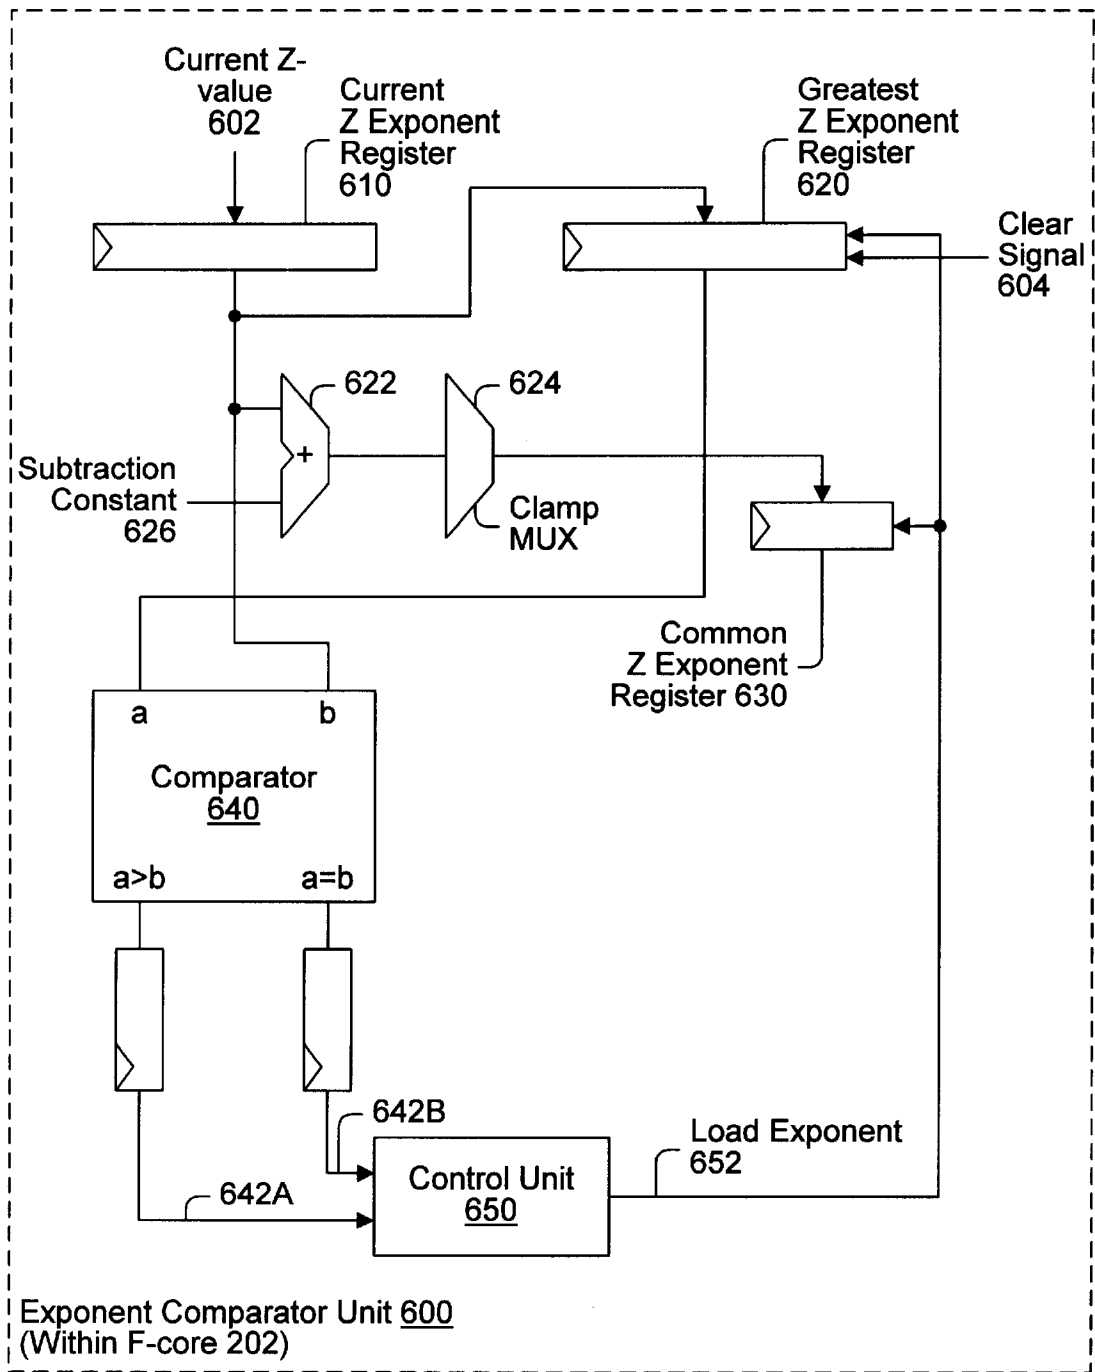 Current Z-
value
602
Current
Z Exponent
Register
610
Greatest
Z Exponent
Register
620
Clear
Signal
604
622
624
+
Subtraction
Constant
626
Clamp
MUX
Common
Z Exponent
Register 630
a b
Comparator
640
a>b a=b
642B
642A
Control Unit
650
Load Exponent
652
Exponent Comparator Unit 600
(Within F-core 202)